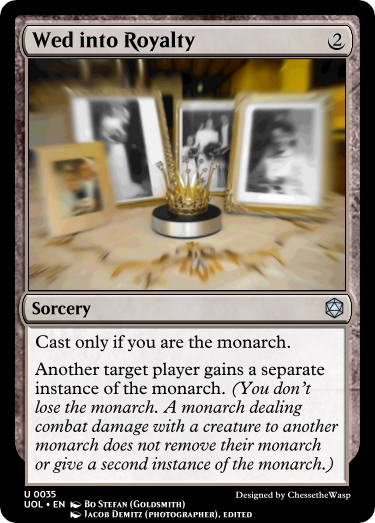 Wed into Royalty 2
Sorcery
Cast only if you are the monarch.
Another target player gains a separate
instance of the monarch. (You don't
lose the monarch. A monarch dealing
combat damage with a creature to another
monarch does not remove their monarch
or give a second instance of the monarch.)
U 0035
Designed by ChessetheWasp
UOL • EN Bo Stefan (Goldsmith)
Jacob Demitz (photographer), edited